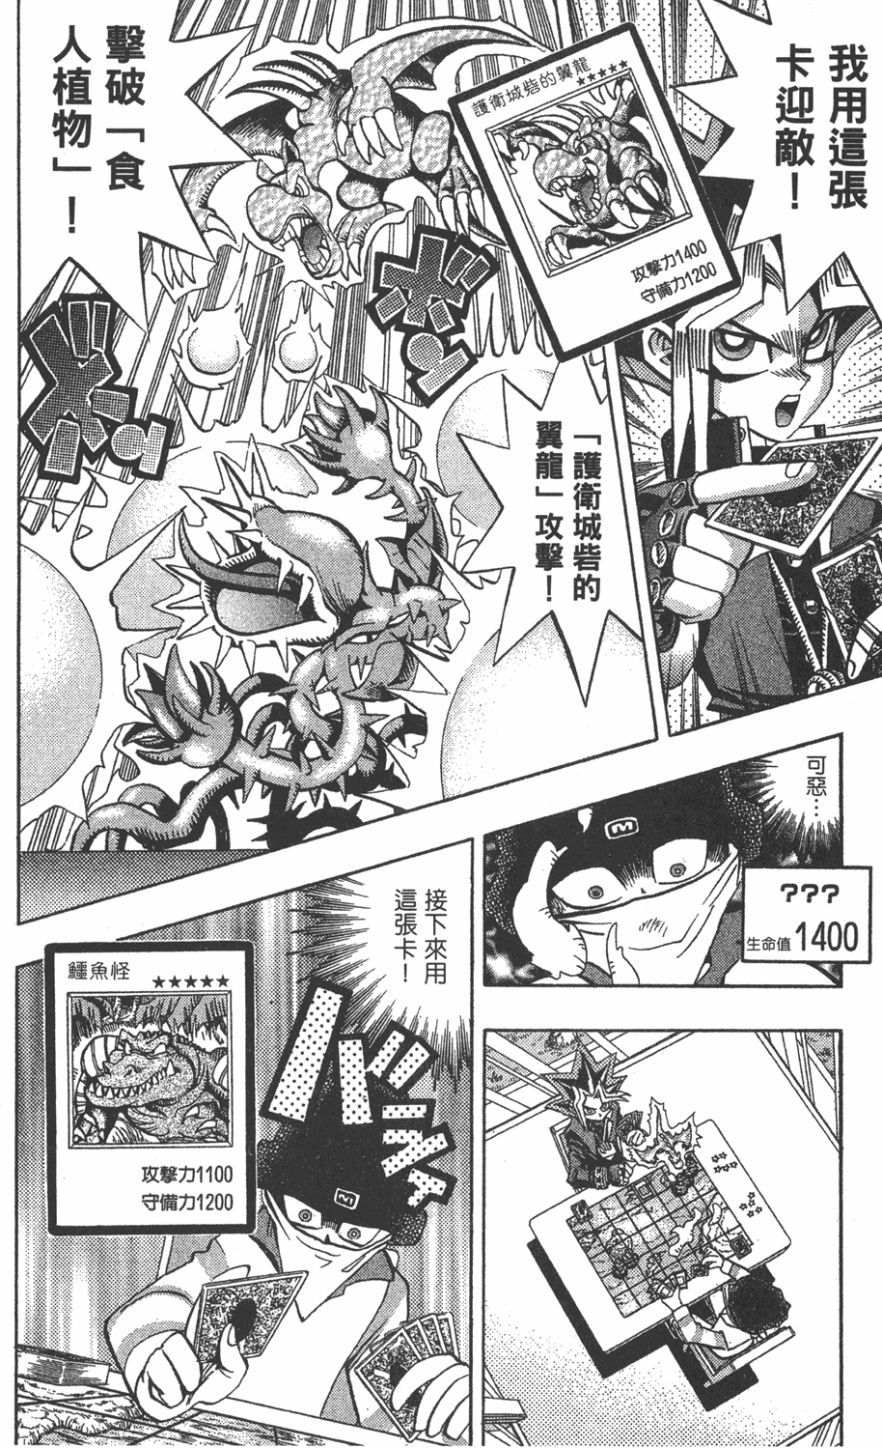 我用這張
卡迎敵！
護衛城砦的翼龍
★★★★★
攻擊力1400
守備力1200
擊破「食
人植物」！
ボォ
ボォ
「護衛城砦的
翼龍」攻擊！
可惡…
???
生命值1400
接下來用
這張卡！
鱷魚怪
★★★★★
攻擊力1100
守備力1200